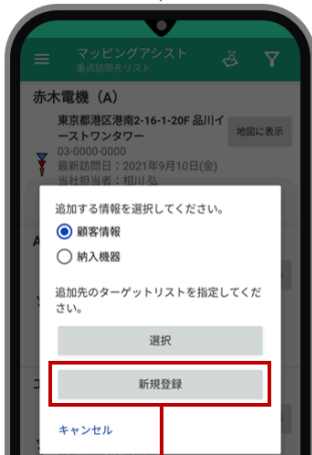 マッピングアシスト
重点訪問先リスト
赤木電機（A）
東京都港区港南2-16-1-20F 品川イ
ーストワンタワー
地図に表示
03-0000-0000
最新訪問日：2021年9月10日(金)
当社担当者：相川 弘
追加する情報を選択してください。
顧客情報
納入機器
追加先のターゲットリストを指定してくだ
さい。
選択
新規登録
キャンセル